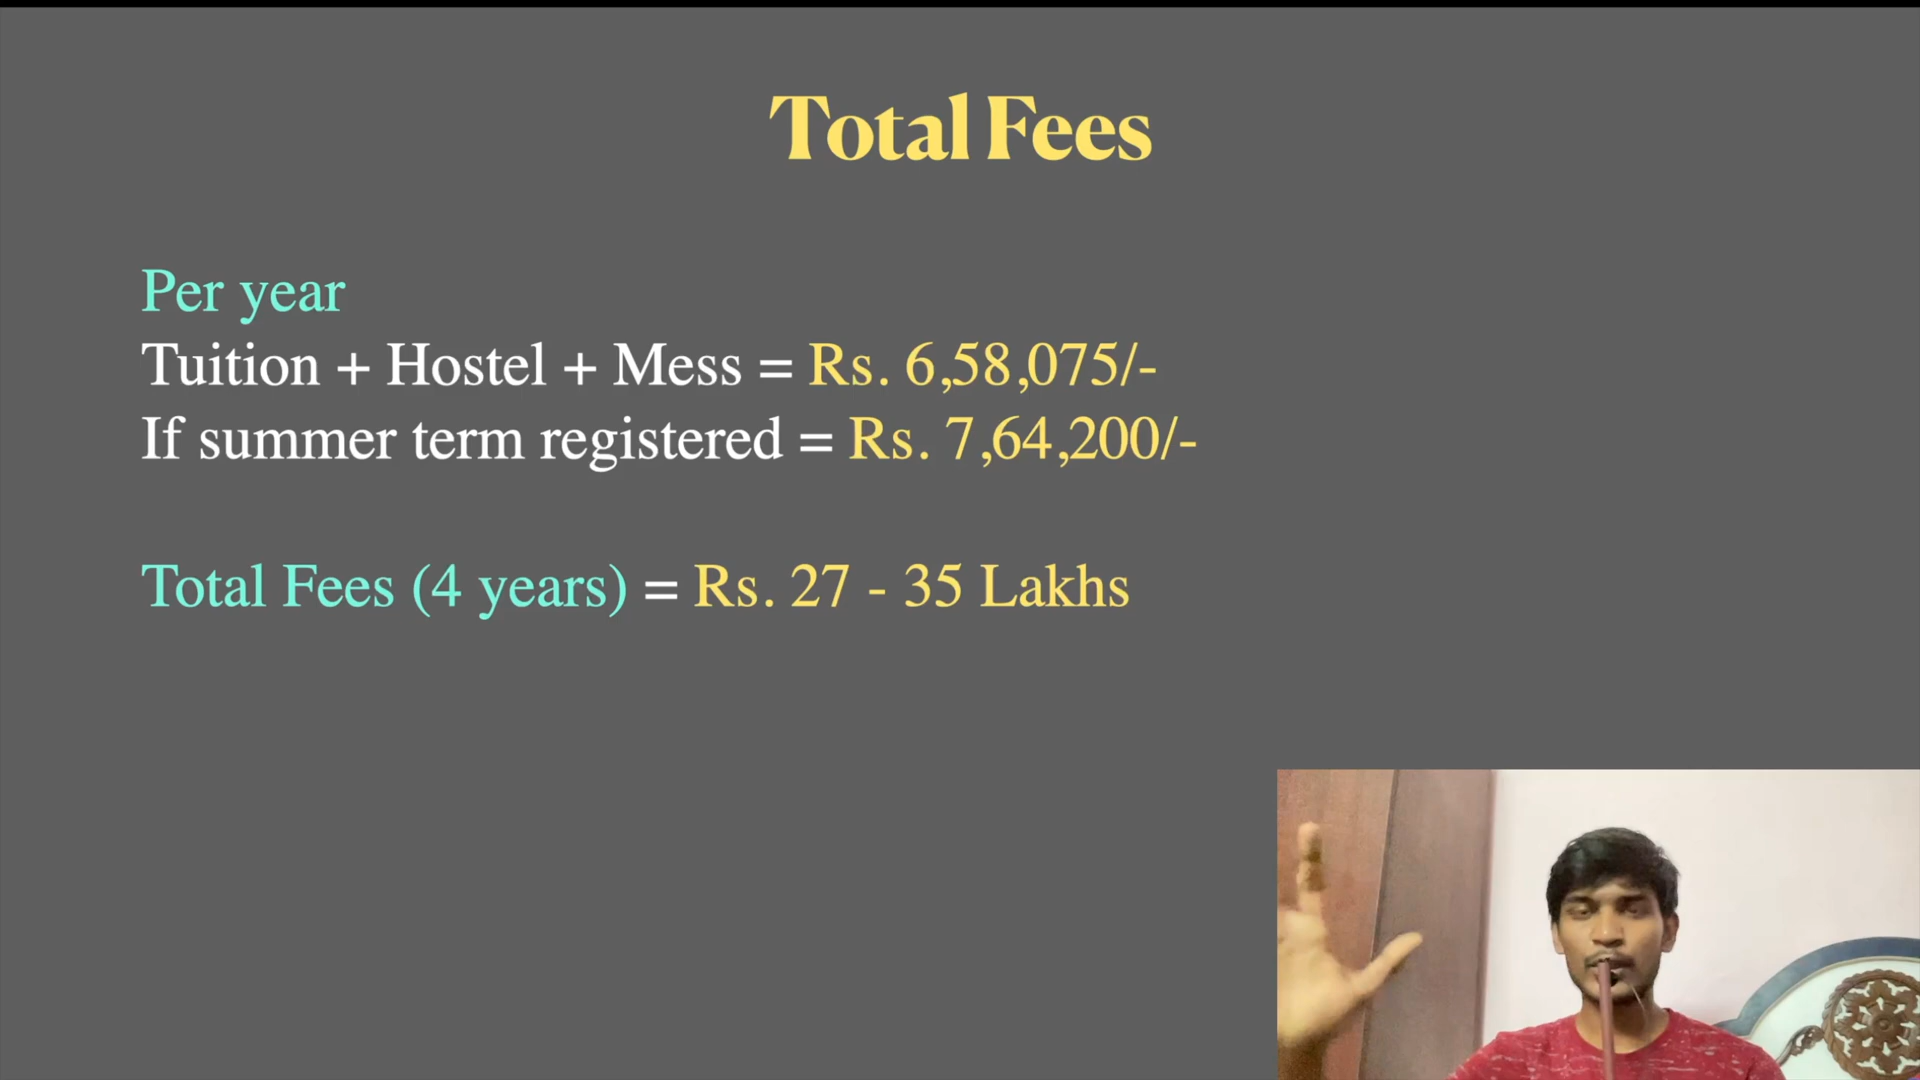 Total Fees
Per year
Tuition + Hostel + Mess = Rs. 6,58,075/-
If summer term registered = Rs. 7,64,200/-
Total Fees (4 years) = Rs. 27 - 35 Lakhs